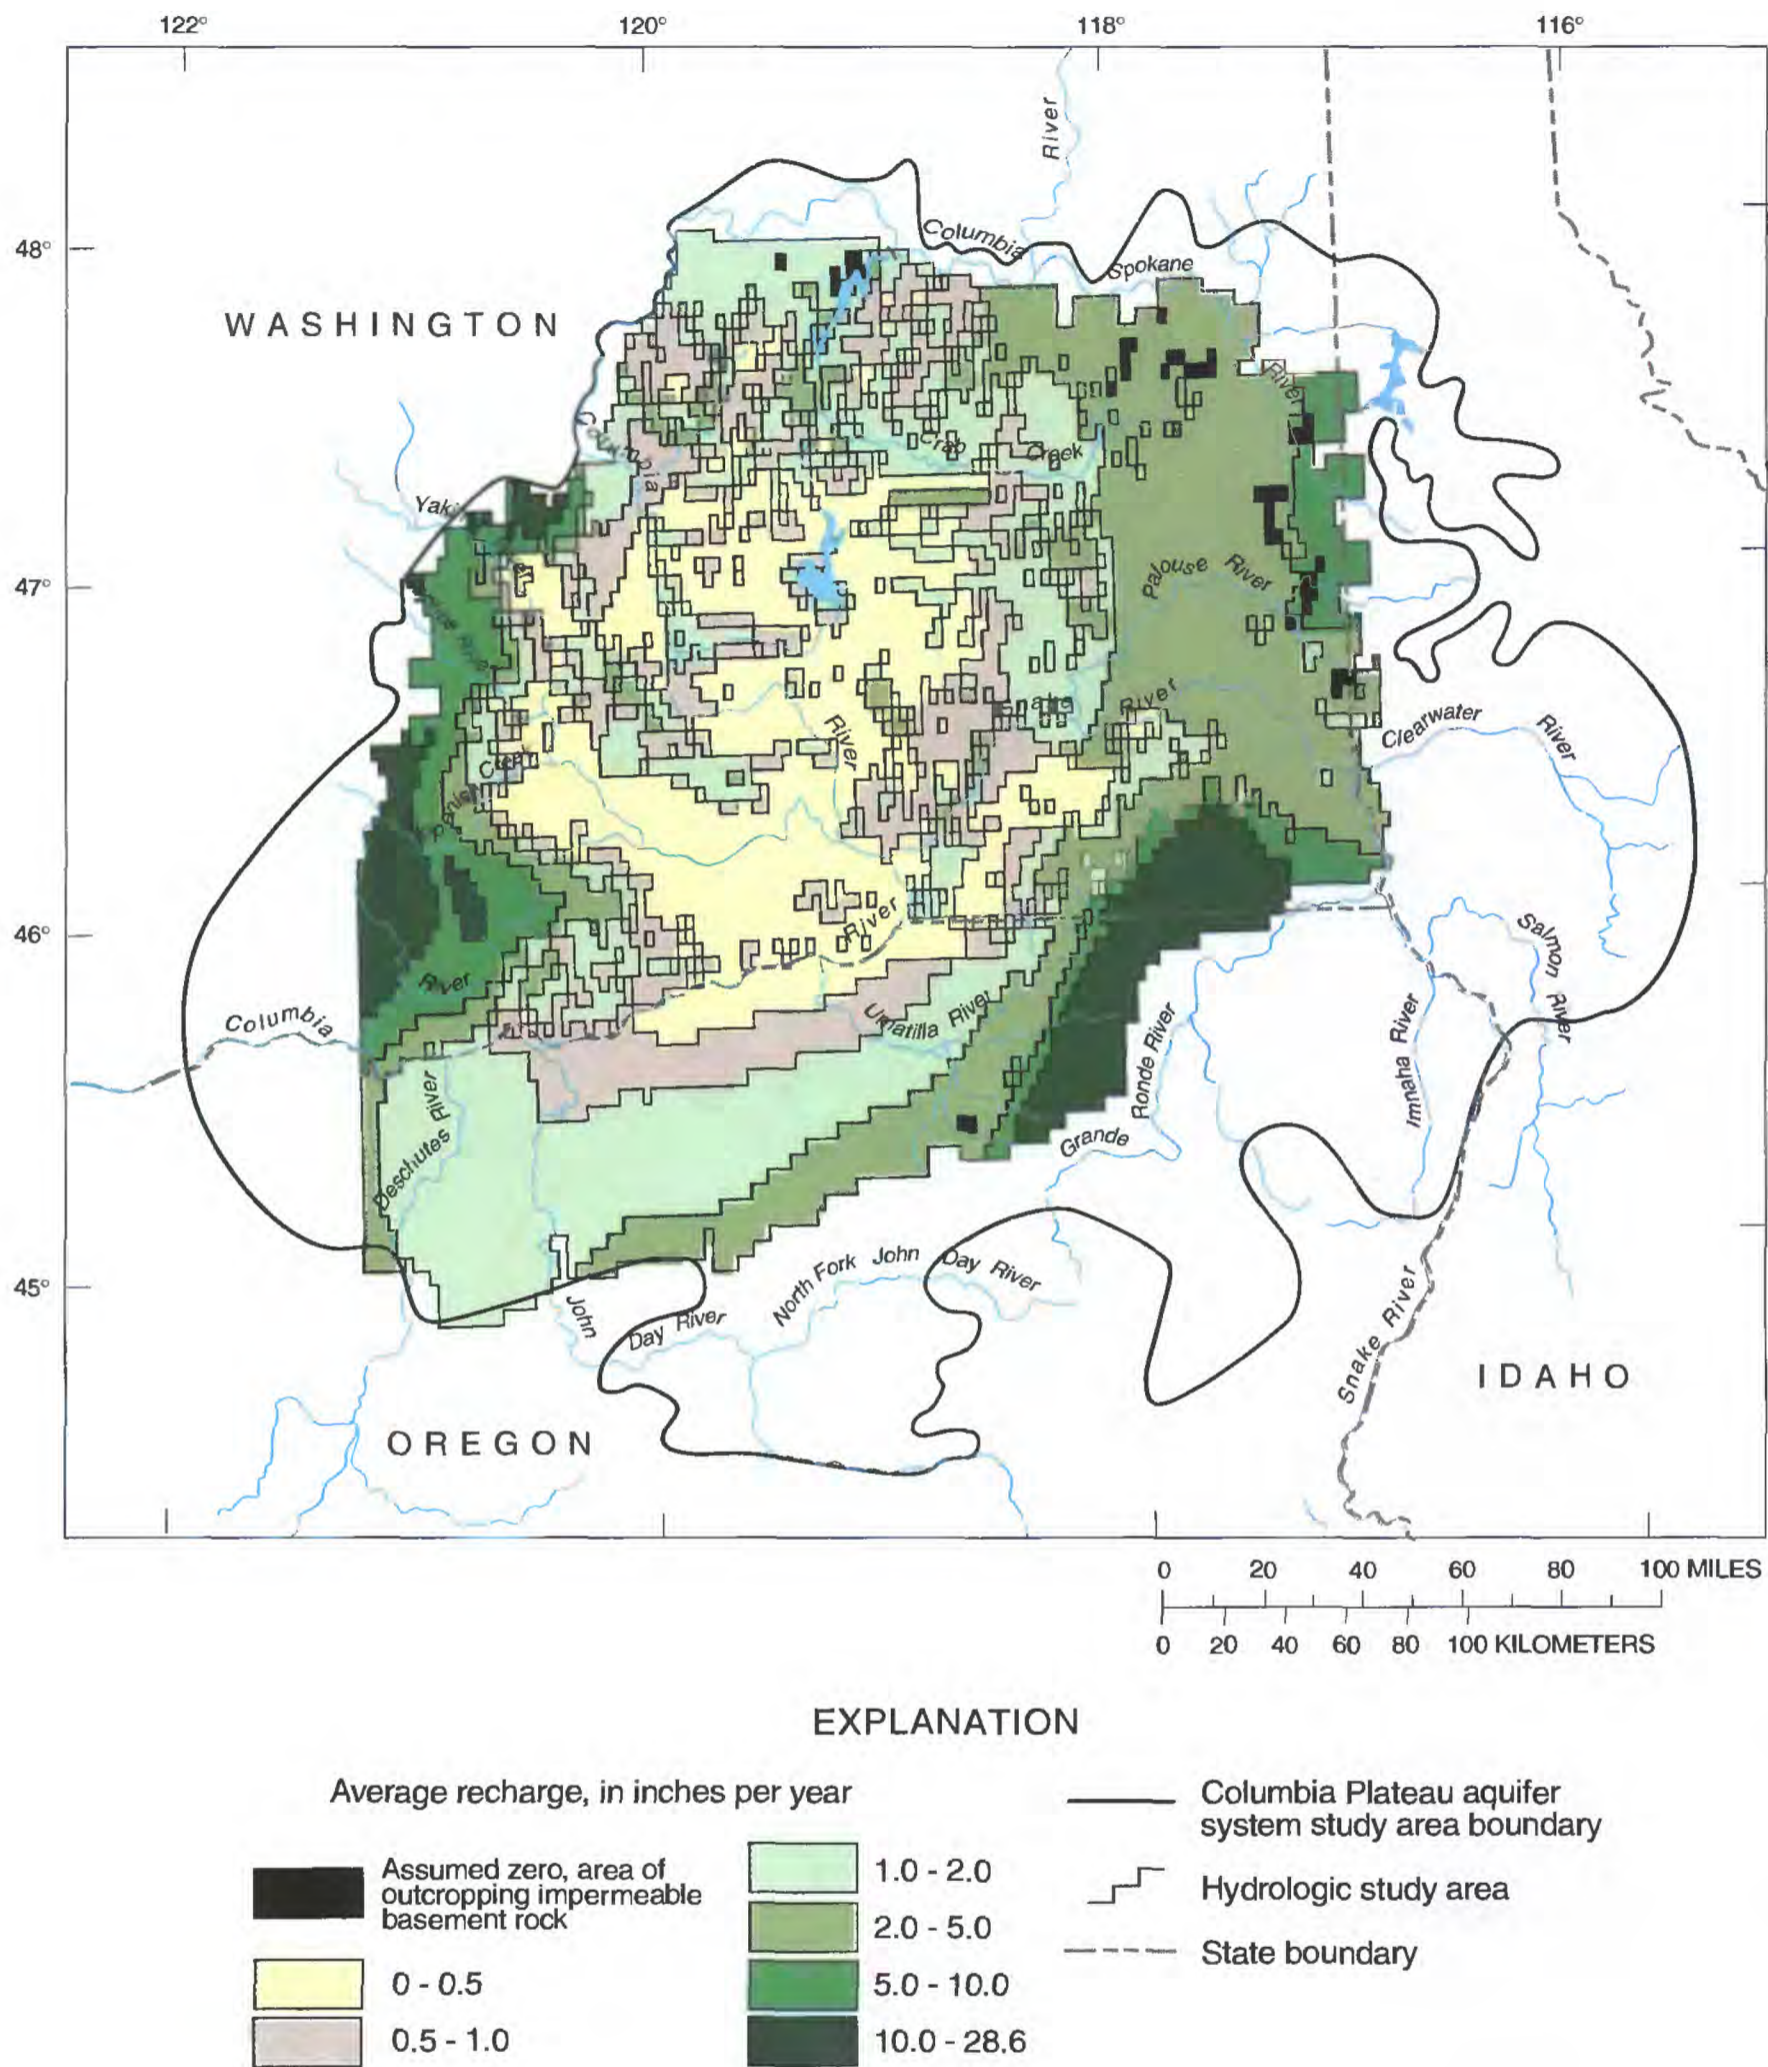 122° 120° 118° 116°
River
48°
Columbia
Spokane
WASHINGTON
River
Columbia
Crab Creek
Yaki
47°
Palouse River
River
Snake River
Clearwater River
River
Creek
46°
River
Salmon River
River
Columbia
Umatilla River
Imnaha River
Grande Ronde River
Deschutes River
45°
North Fork John Day River
John Day River
Snake River
IDAHO
OREGON
0 20 40 60 80 100 MILES
0 20 40 60 80 100 KILOMETERS
EXPLANATION
Average recharge, in inches per year
Assumed zero, area of
outcropping impermeable
basement rock
0 - 0.5
0.5 - 1.0
1.0 - 2.0
2.0 - 5.0
5.0 - 10.0
10.0 - 28.6
Columbia Plateau aquifer
system study area boundary
Hydrologic study area
State boundary